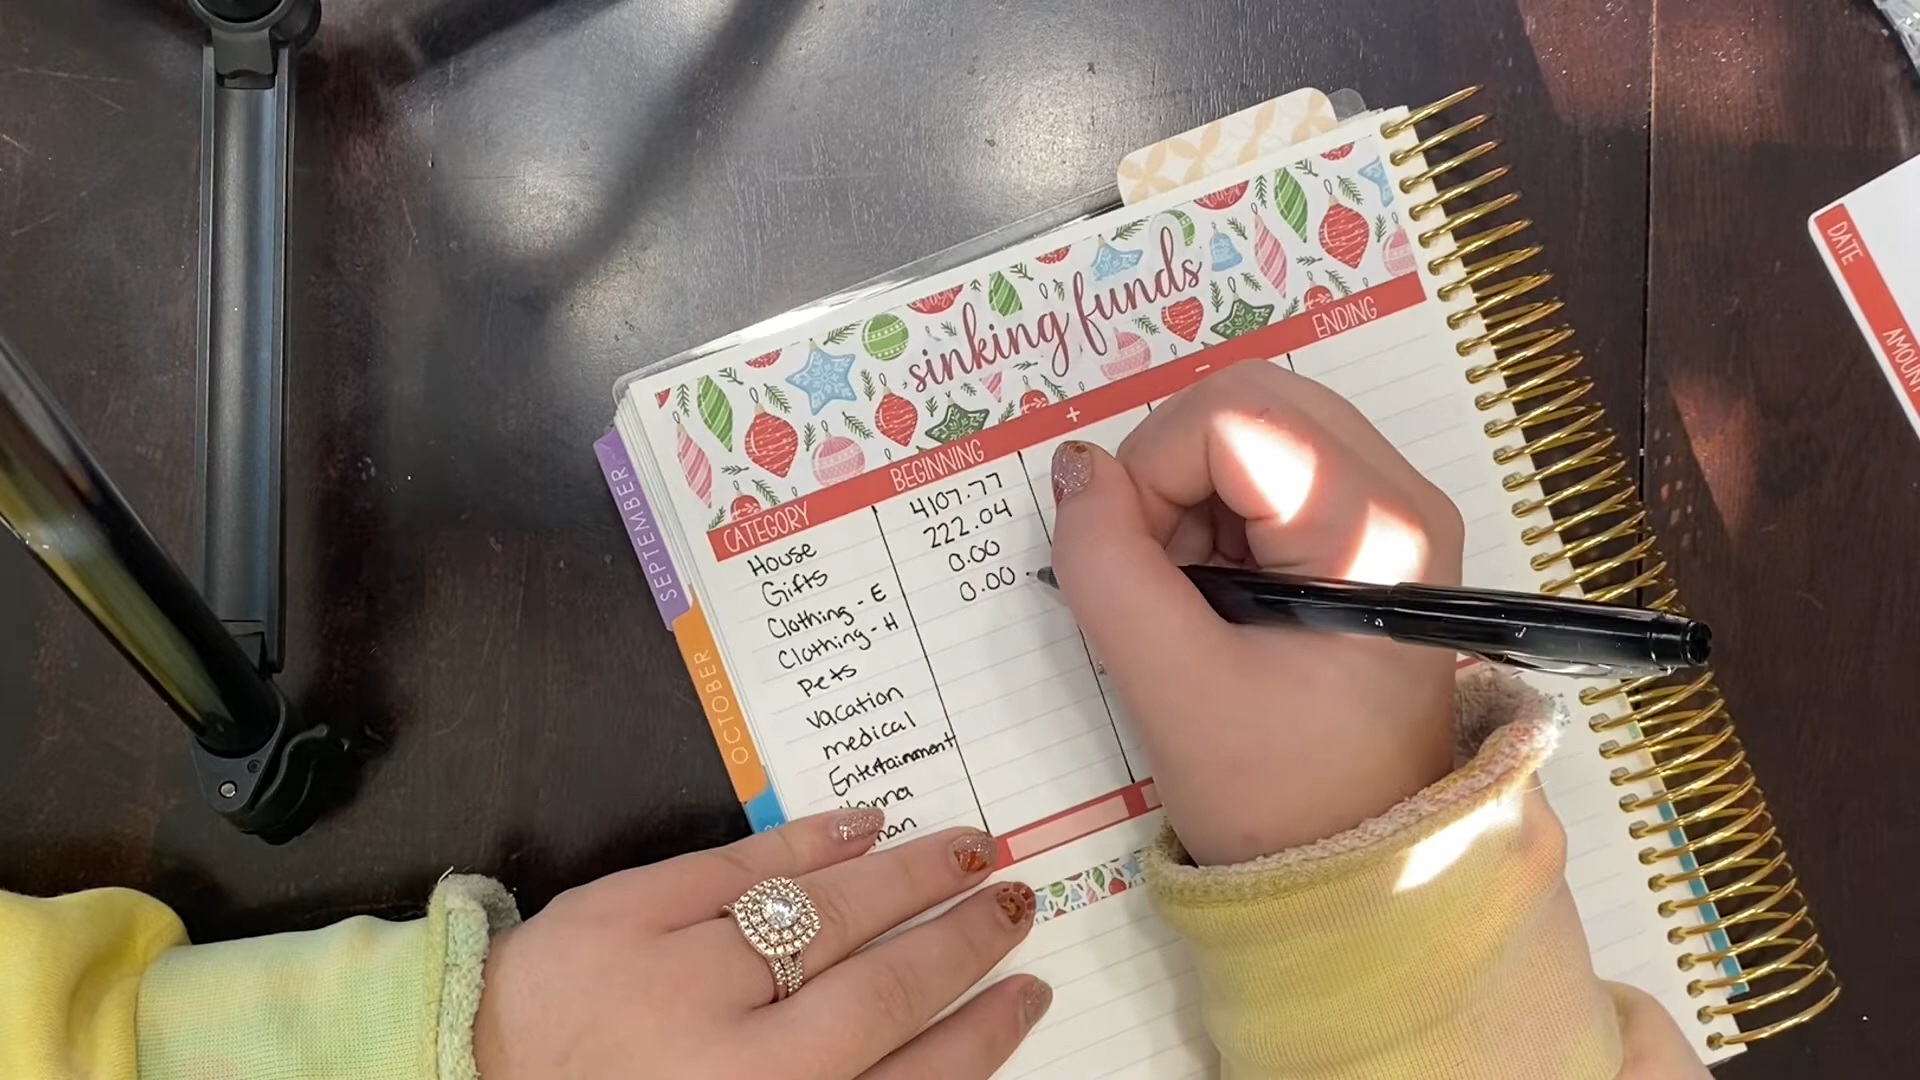 sinking funds
CATEGORY BEGINNING + - ENDING
House 4107.77
Gifts 222.04
Clothing - E 0.00
Clothing - H 0.00
Pets
vacation
medical
Entertainment
SEPTEMBER
OCTOBER
DATE